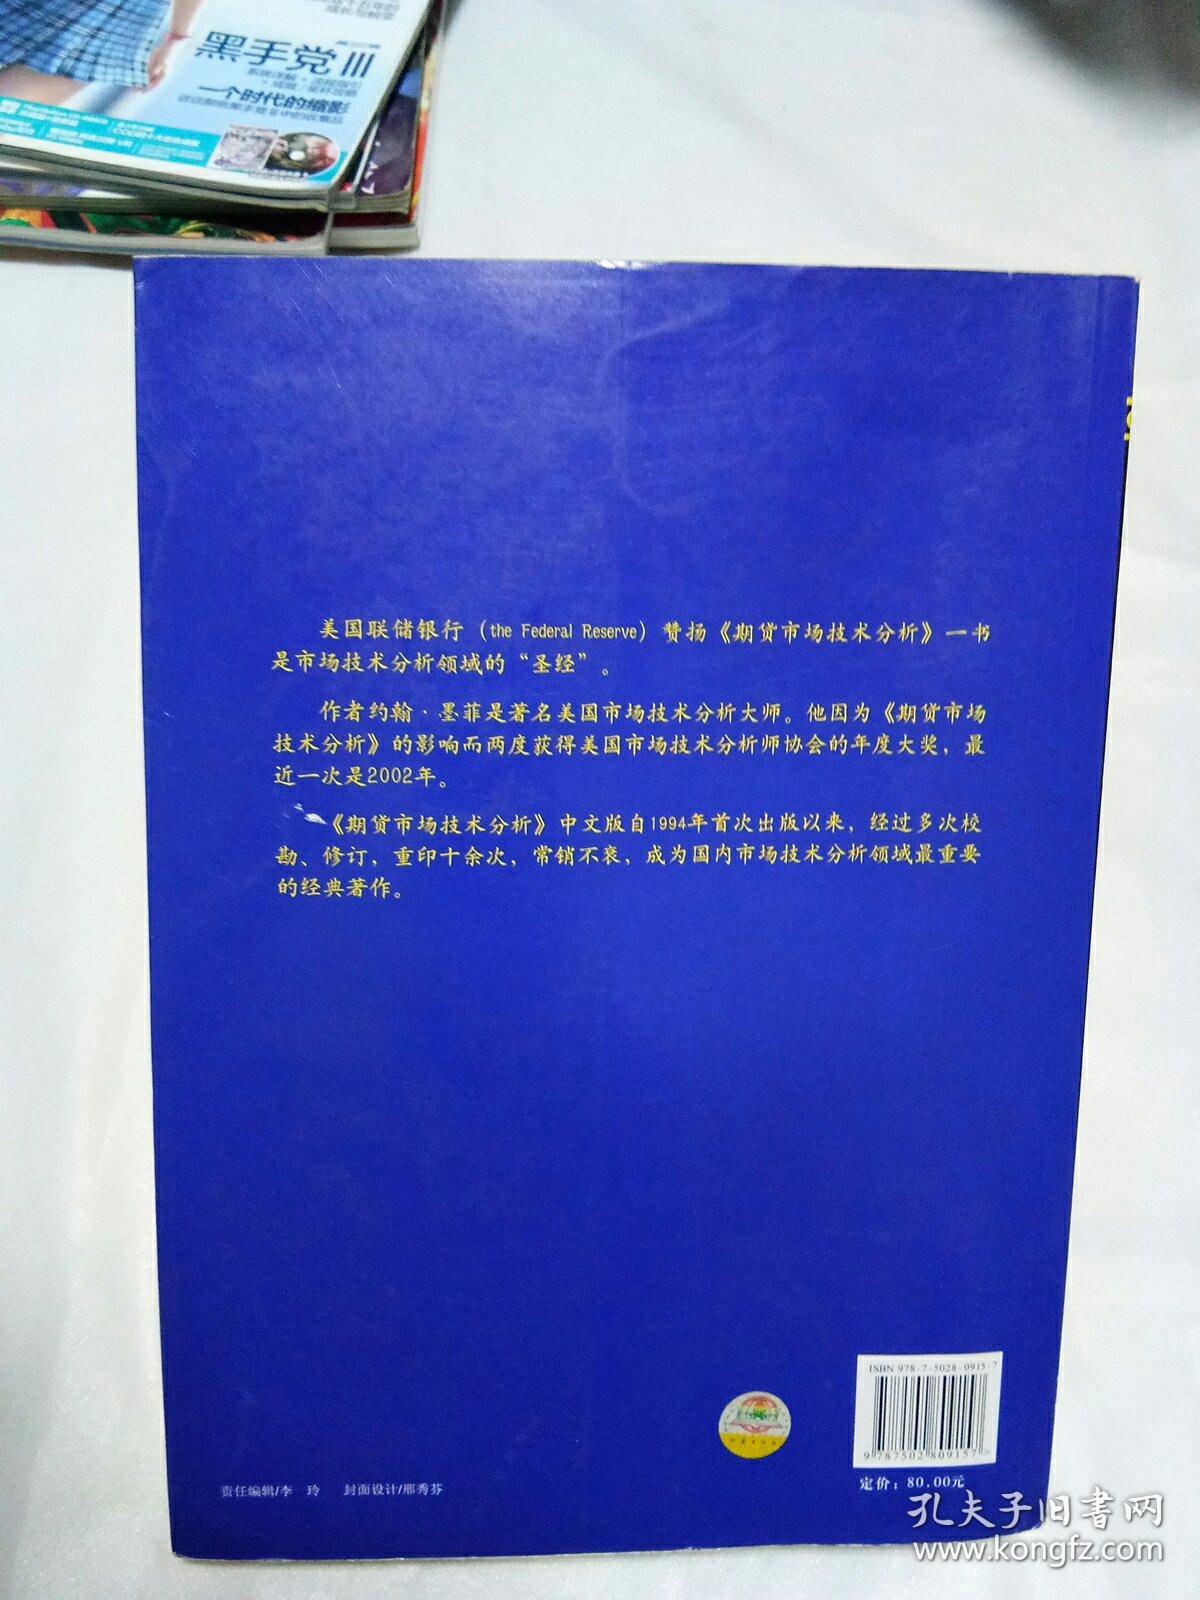 成长与蜕变
黑手党III
一个时代的缩影
美国联储银行（the Federal Reserve）赞扬《期货市场技术分析》一书
是市场技术分析领域的“圣经”。
作者约翰·墨菲是著名美国市场技术分析大师。他因为《期货市场
技术分析》的影响而两度获得美国市场技术分析师协会的年度大奖，最
近一次是2002年。
《期货市场技术分析》中文版自1994年首次出版以来，经过多次校
勘、修订，重印十余次，常销不衰，成为国内市场技术分析领域最重要
的经典著作。
ISBN 978-7-5028-0915-7
9 787502 809157 >
定价：80.00元
责任编辑/李 玲 封面设计/邢秀芬
孔夫子旧書网
www.kongfz.com